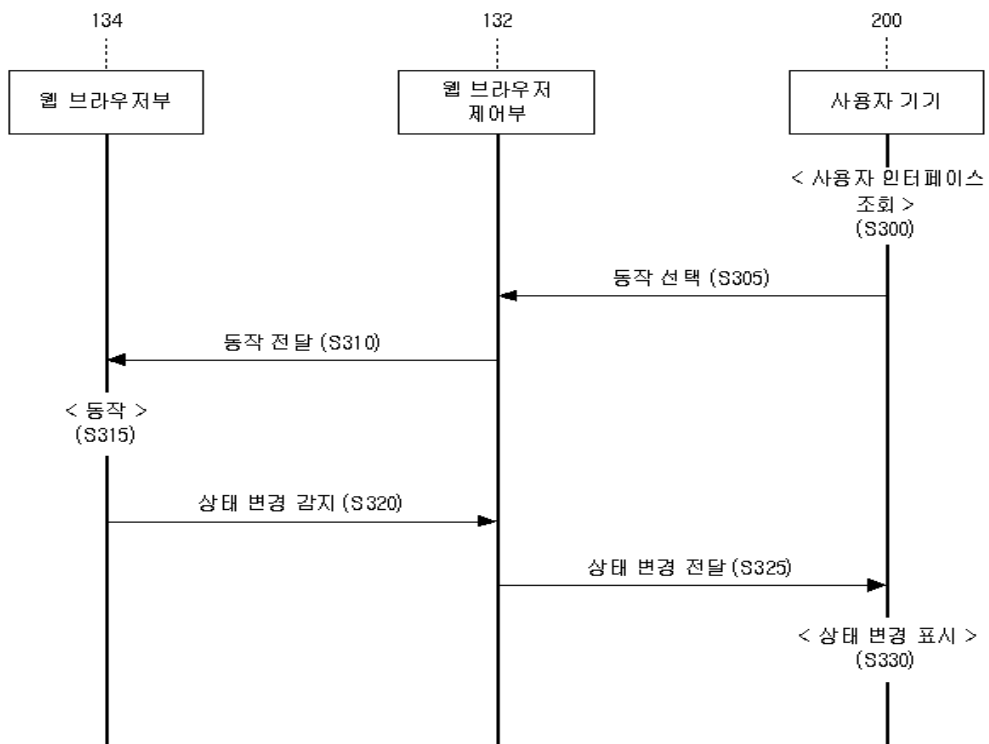 134
132
200
웹 브라우저부
웹 브라우저
제어부
사용자 기기
< 사용자 인터페이스
조회 >
(S300)
동작 선택 (S305)
동작 전달 (S310)
< 동작 >
(S315)
상태 변경 감지 (S320)
상태 변경 전달 (S325)
< 상태 변경 표시 >
(S330)